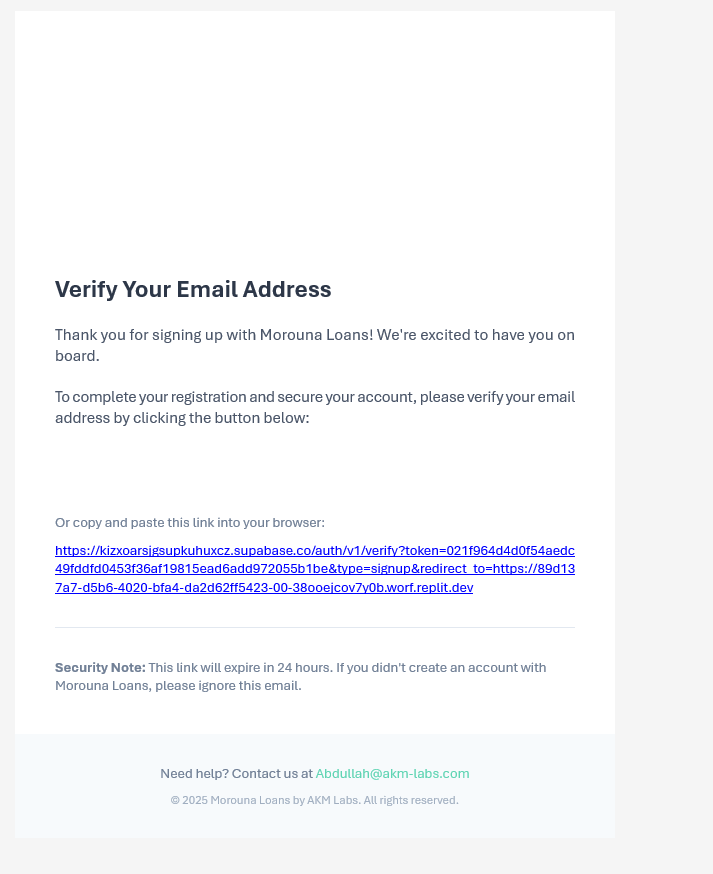 Verify Your Email Address
Thank you for signing up with Morouna Loans! We're excited to have you on
board.
To complete your registration and secure your account, please verify your email
address by clicking the button below:
Or copy and paste this link into your browser:
https://kizxoarsjgsupkuhuxcz.supabase.co/auth/v1/verify?token=021f964d4d0f54aedc
49fddfd0453f36af19815ead6add972055b1be&type=signup&redirect_to=https://89d13
7a7-d5b6-4020-bfa4-da2d62ff5423-00-38ooejcov7y0b.worf.replit.dev
Security Note: This link will expire in 24 hours. If you didn't create an account with
Morouna Loans, please ignore this email.
Need help? Contact us at Abdullah@akm-labs.com
© 2025 Morouna Loans by AKM Labs. All rights reserved.